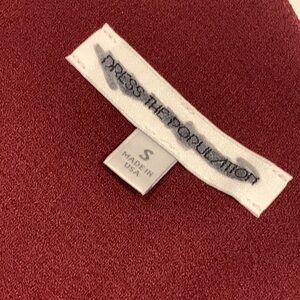 DRESS THE POPULATION
S
MADE IN
USA